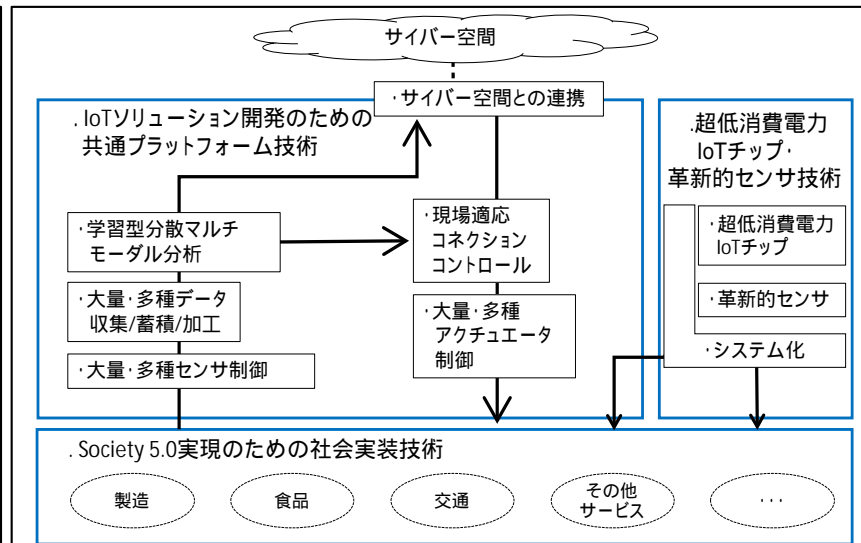 サイバー空間
・サイバー空間との連携
. IoTソリューション開発のための
共通プラットフォーム技術
・学習型分散マルチ
モーダル分析
・大量・多種データ
収集/蓄積/加工
・大量・多種センサ制御
・現場適応
コネクション
コントロール
・大量・多種
アクチュエータ
制御
.超低消費電力
IoTチップ・
革新的センサ技術
・超低消費電力
IoTチップ
・革新的センサ
・システム化
. Society 5.0実現のための社会実装技術
製造
食品
交通
その他
サービス
・・・